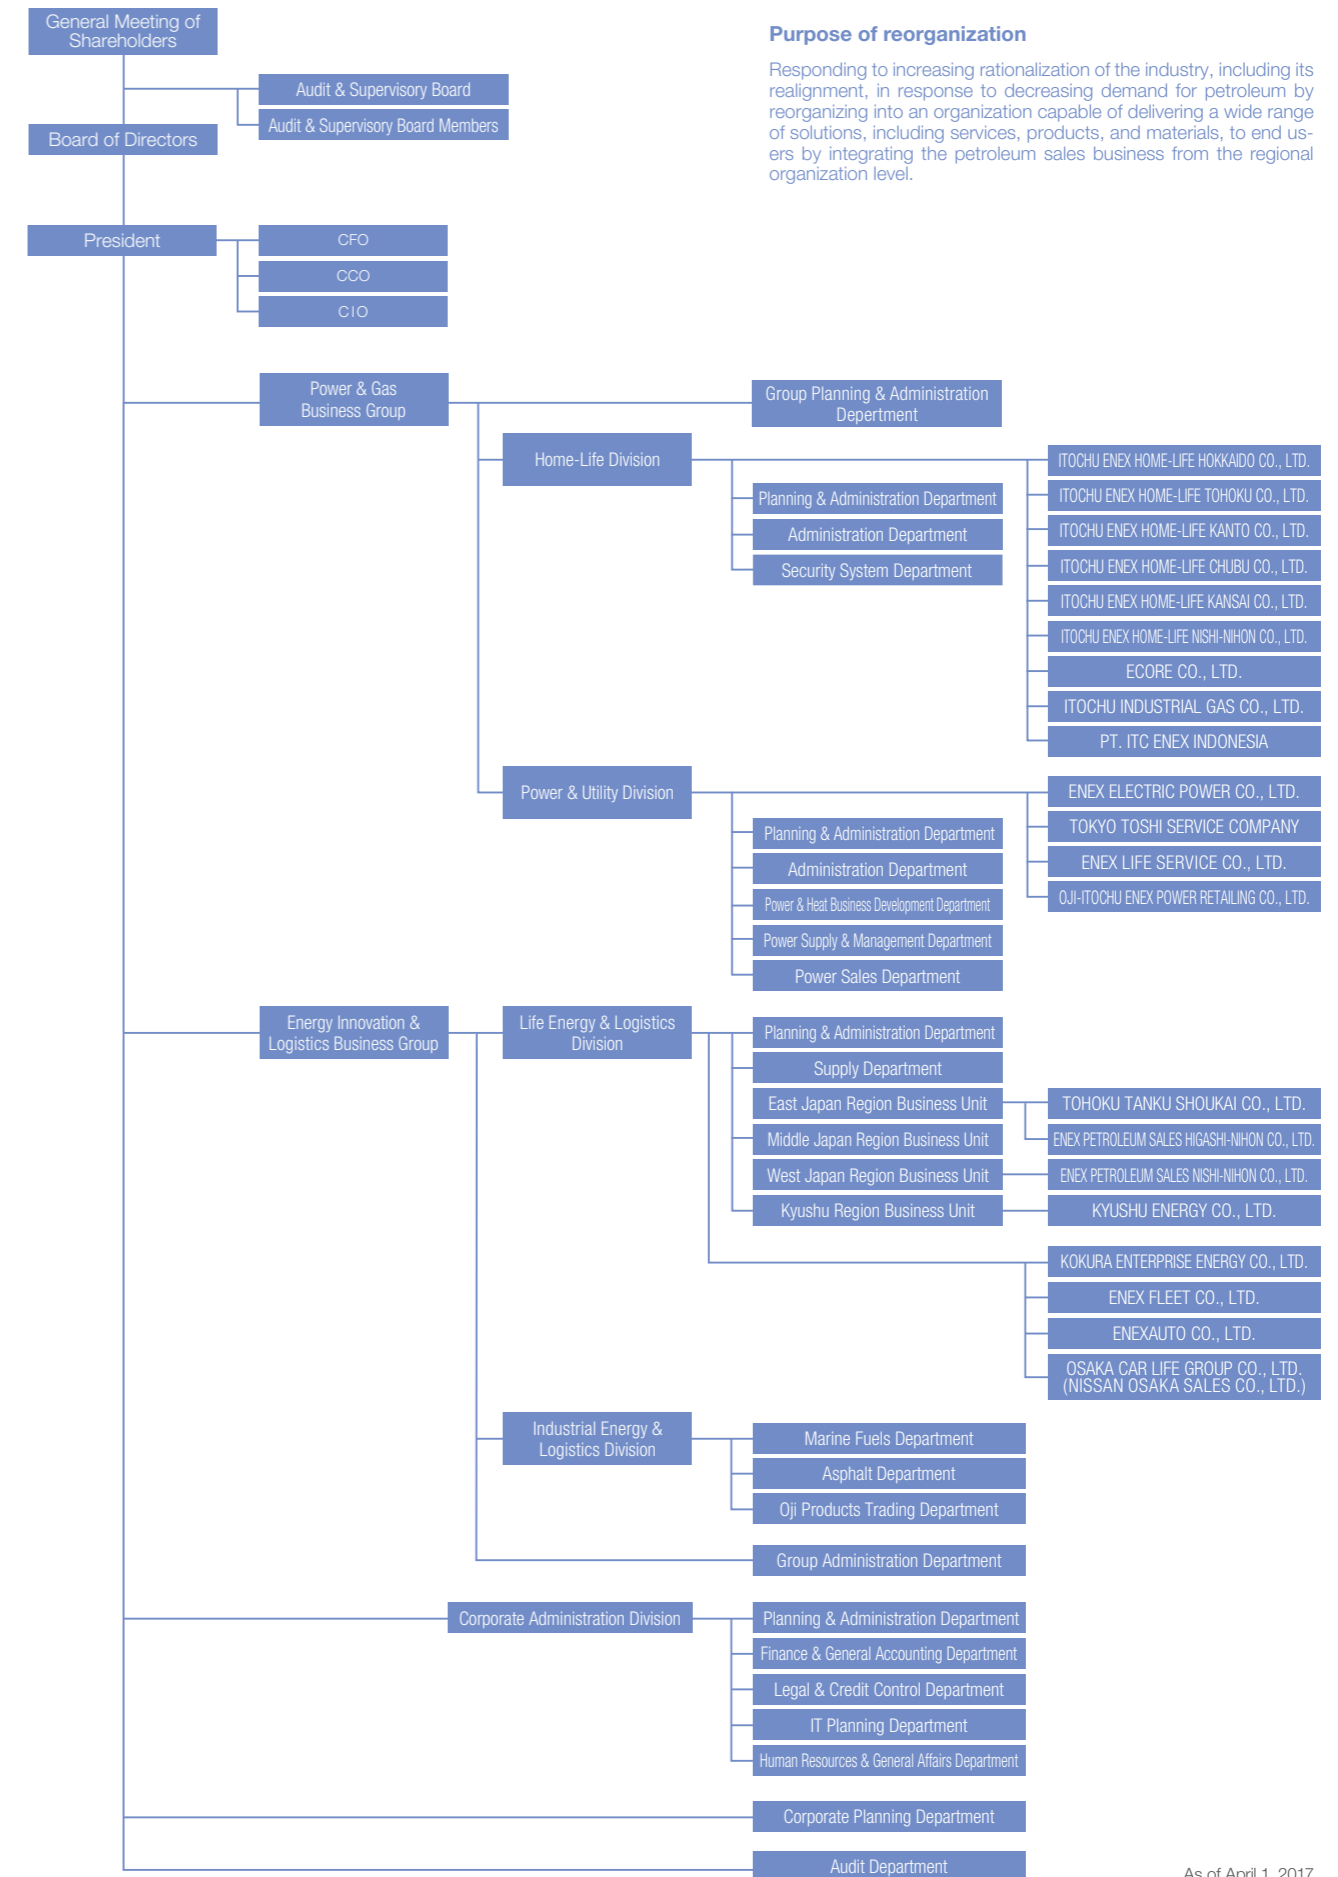 General Meeting of
Shareholders
Purpose of reorganization
Responding to increasing rationalization of the industry, including its
realignment, in response to decreasing demand for petroleum by
reorganizing into an organization capable of delivering a wide range
of solutions, including services, products, and materials, to end us-
ers by integrating the petroleum sales business from the regional
organization level.
Audit & Supervisory Board
Audit & Supervisory Board Members
Board of Directors
President
CFO
CCO
CIO
Power & Gas
Business Group
Group Planning & Administration
Depertment
Home-Life Division
Planning & Administration Department
Administration Department
Security System Department
ITOCHU ENEX HOME-LIFE HOKKAIDO CO., LTD.
ITOCHU ENEX HOME-LIFE TOHOKU CO., LTD.
ITOCHU ENEX HOME-LIFE KANTO CO., LTD.
ITOCHU ENEX HOME-LIFE CHUBU CO., LTD.
ITOCHU ENEX HOME-LIFE KANSAI CO., LTD.
ITOCHU ENEX HOME-LIFE NISHI-NIHON CO., LTD.
ECORE CO., LTD.
ITOCHU INDUSTRIAL GAS CO., LTD.
PT. ITC ENEX INDONESIA
Power & Utility Division
Planning & Administration Department
Administration Department
Power & Heat Business Development Department
Power Supply & Management Department
Power Sales Department
ENEX ELECTRIC POWER CO., LTD.
TOKYO TOSHI SERVICE COMPANY
ENEX LIFE SERVICE CO., LTD.
OJI-ITOCHU ENEX POWER RETAILING CO., LTD.
Energy Innovation &
Logistics Business Group
Life Energy & Logistics
Division
Planning & Administration Department
Supply Department
East Japan Region Business Unit
Middle Japan Region Business Unit
West Japan Region Business Unit
Kyushu Region Business Unit
TOHOKU TANKU SHOUKAI CO., LTD.
ENEX PETROLEUM SALES HIGASHI-NIHON CO., LTD.
ENEX PETROLEUM SALES NISHI-NIHON CO., LTD.
KYUSHU ENERGY CO., LTD.
KOKURA ENTERPRISE ENERGY CO., LTD.
ENEX FLEET CO., LTD.
ENEXAUTO CO., LTD.
OSAKA CAR LIFE GROUP CO., LTD.
(NISSAN OSAKA SALES CO., LTD.)
Industrial Energy &
Logistics Division
Marine Fuels Department
Asphalt Department
Oji Products Trading Department
Group Administration Department
Corporate Administration Division
Planning & Administration Department
Finance & General Accounting Department
Legal & Credit Control Department
IT Planning Department
Human Resources & General Affairs Department
Corporate Planning Department
Audit Department
As of April 1, 2017